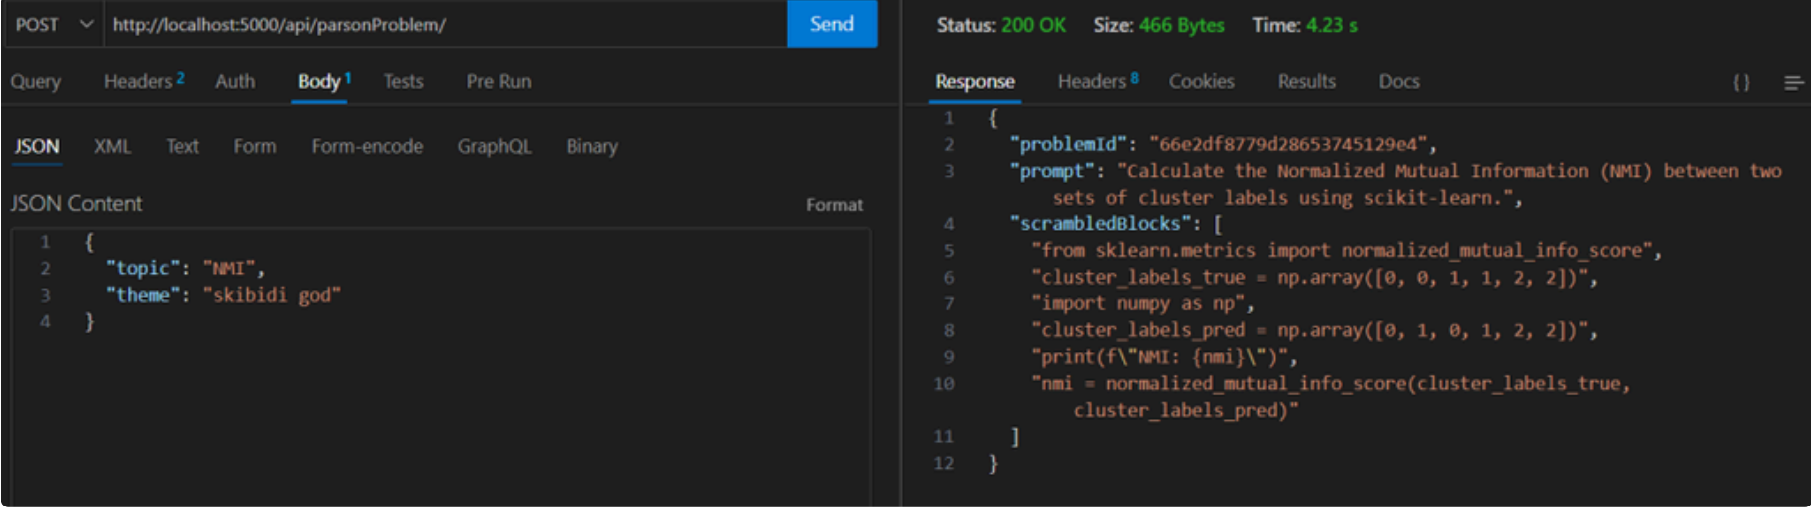 POST http://localhost:5000/api/parsonProblem/ Send
Query Headers 2 Auth Body 1 Tests Pre Run
JSON XML Text Form Form-encode GraphQL Binary
JSON Content Format
1 {
2 "topic": "NMI",
3 "theme": "skibidi god"
4 }
Status: 200 OK Size: 466 Bytes Time: 4.23 s
Response Headers 8 Cookies Results Docs {}
1 {
2 "problemId": "66e2df8779d28653745129e4",
3 "prompt": "Calculate the Normalized Mutual Information (NMI) between two
sets of cluster labels using scikit-learn.",
4 "scrambledBlocks": [
5 "from sklearn.metrics import normalized_mutual_info_score",
6 "cluster_labels_true = np.array([0, 0, 1, 1, 2, 2])",
7 "import numpy as np",
8 "cluster_labels_pred = np.array([0, 1, 0, 1, 2, 2])",
9 "print(f\"NMI: {nmi}\")",
10 "nmi = normalized_mutual_info_score(cluster_labels_true,
cluster_labels_pred)"
11 ]
12 }